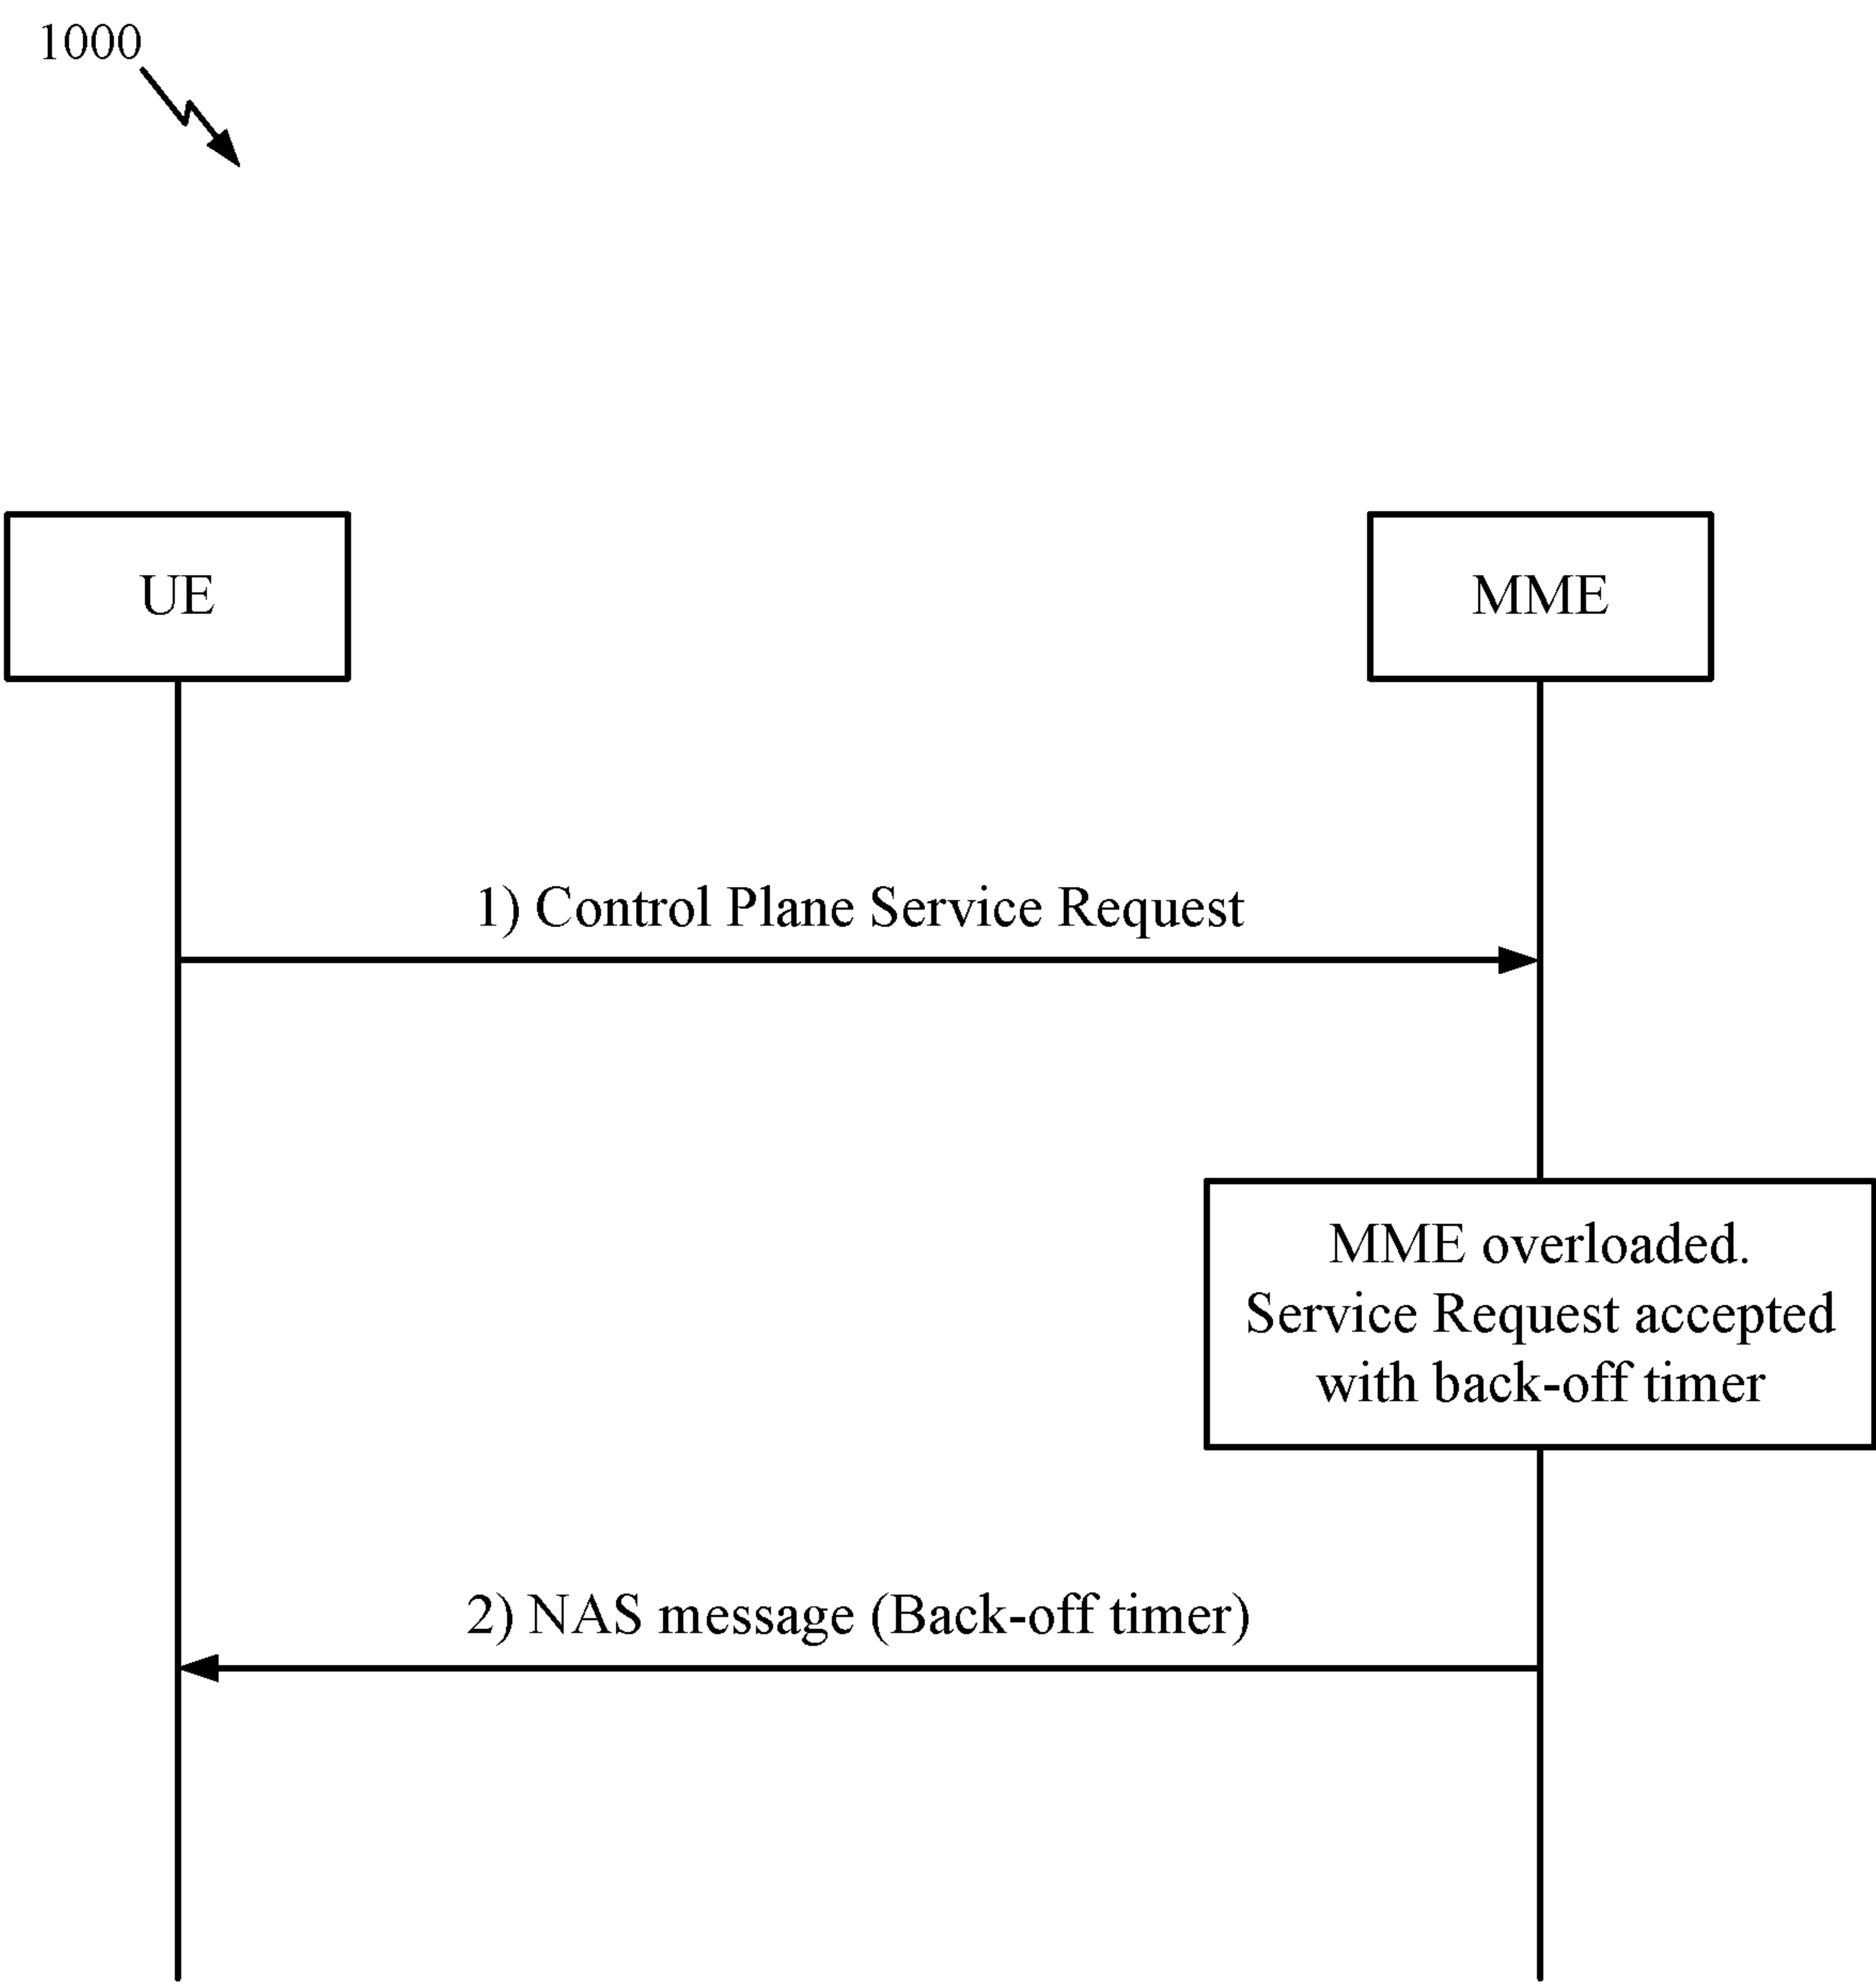 1000
UE
MME
1) Control Plane Service Request
MME overloaded.
Service Request accepted
with back-off timer
2) NAS message (Back-off timer)